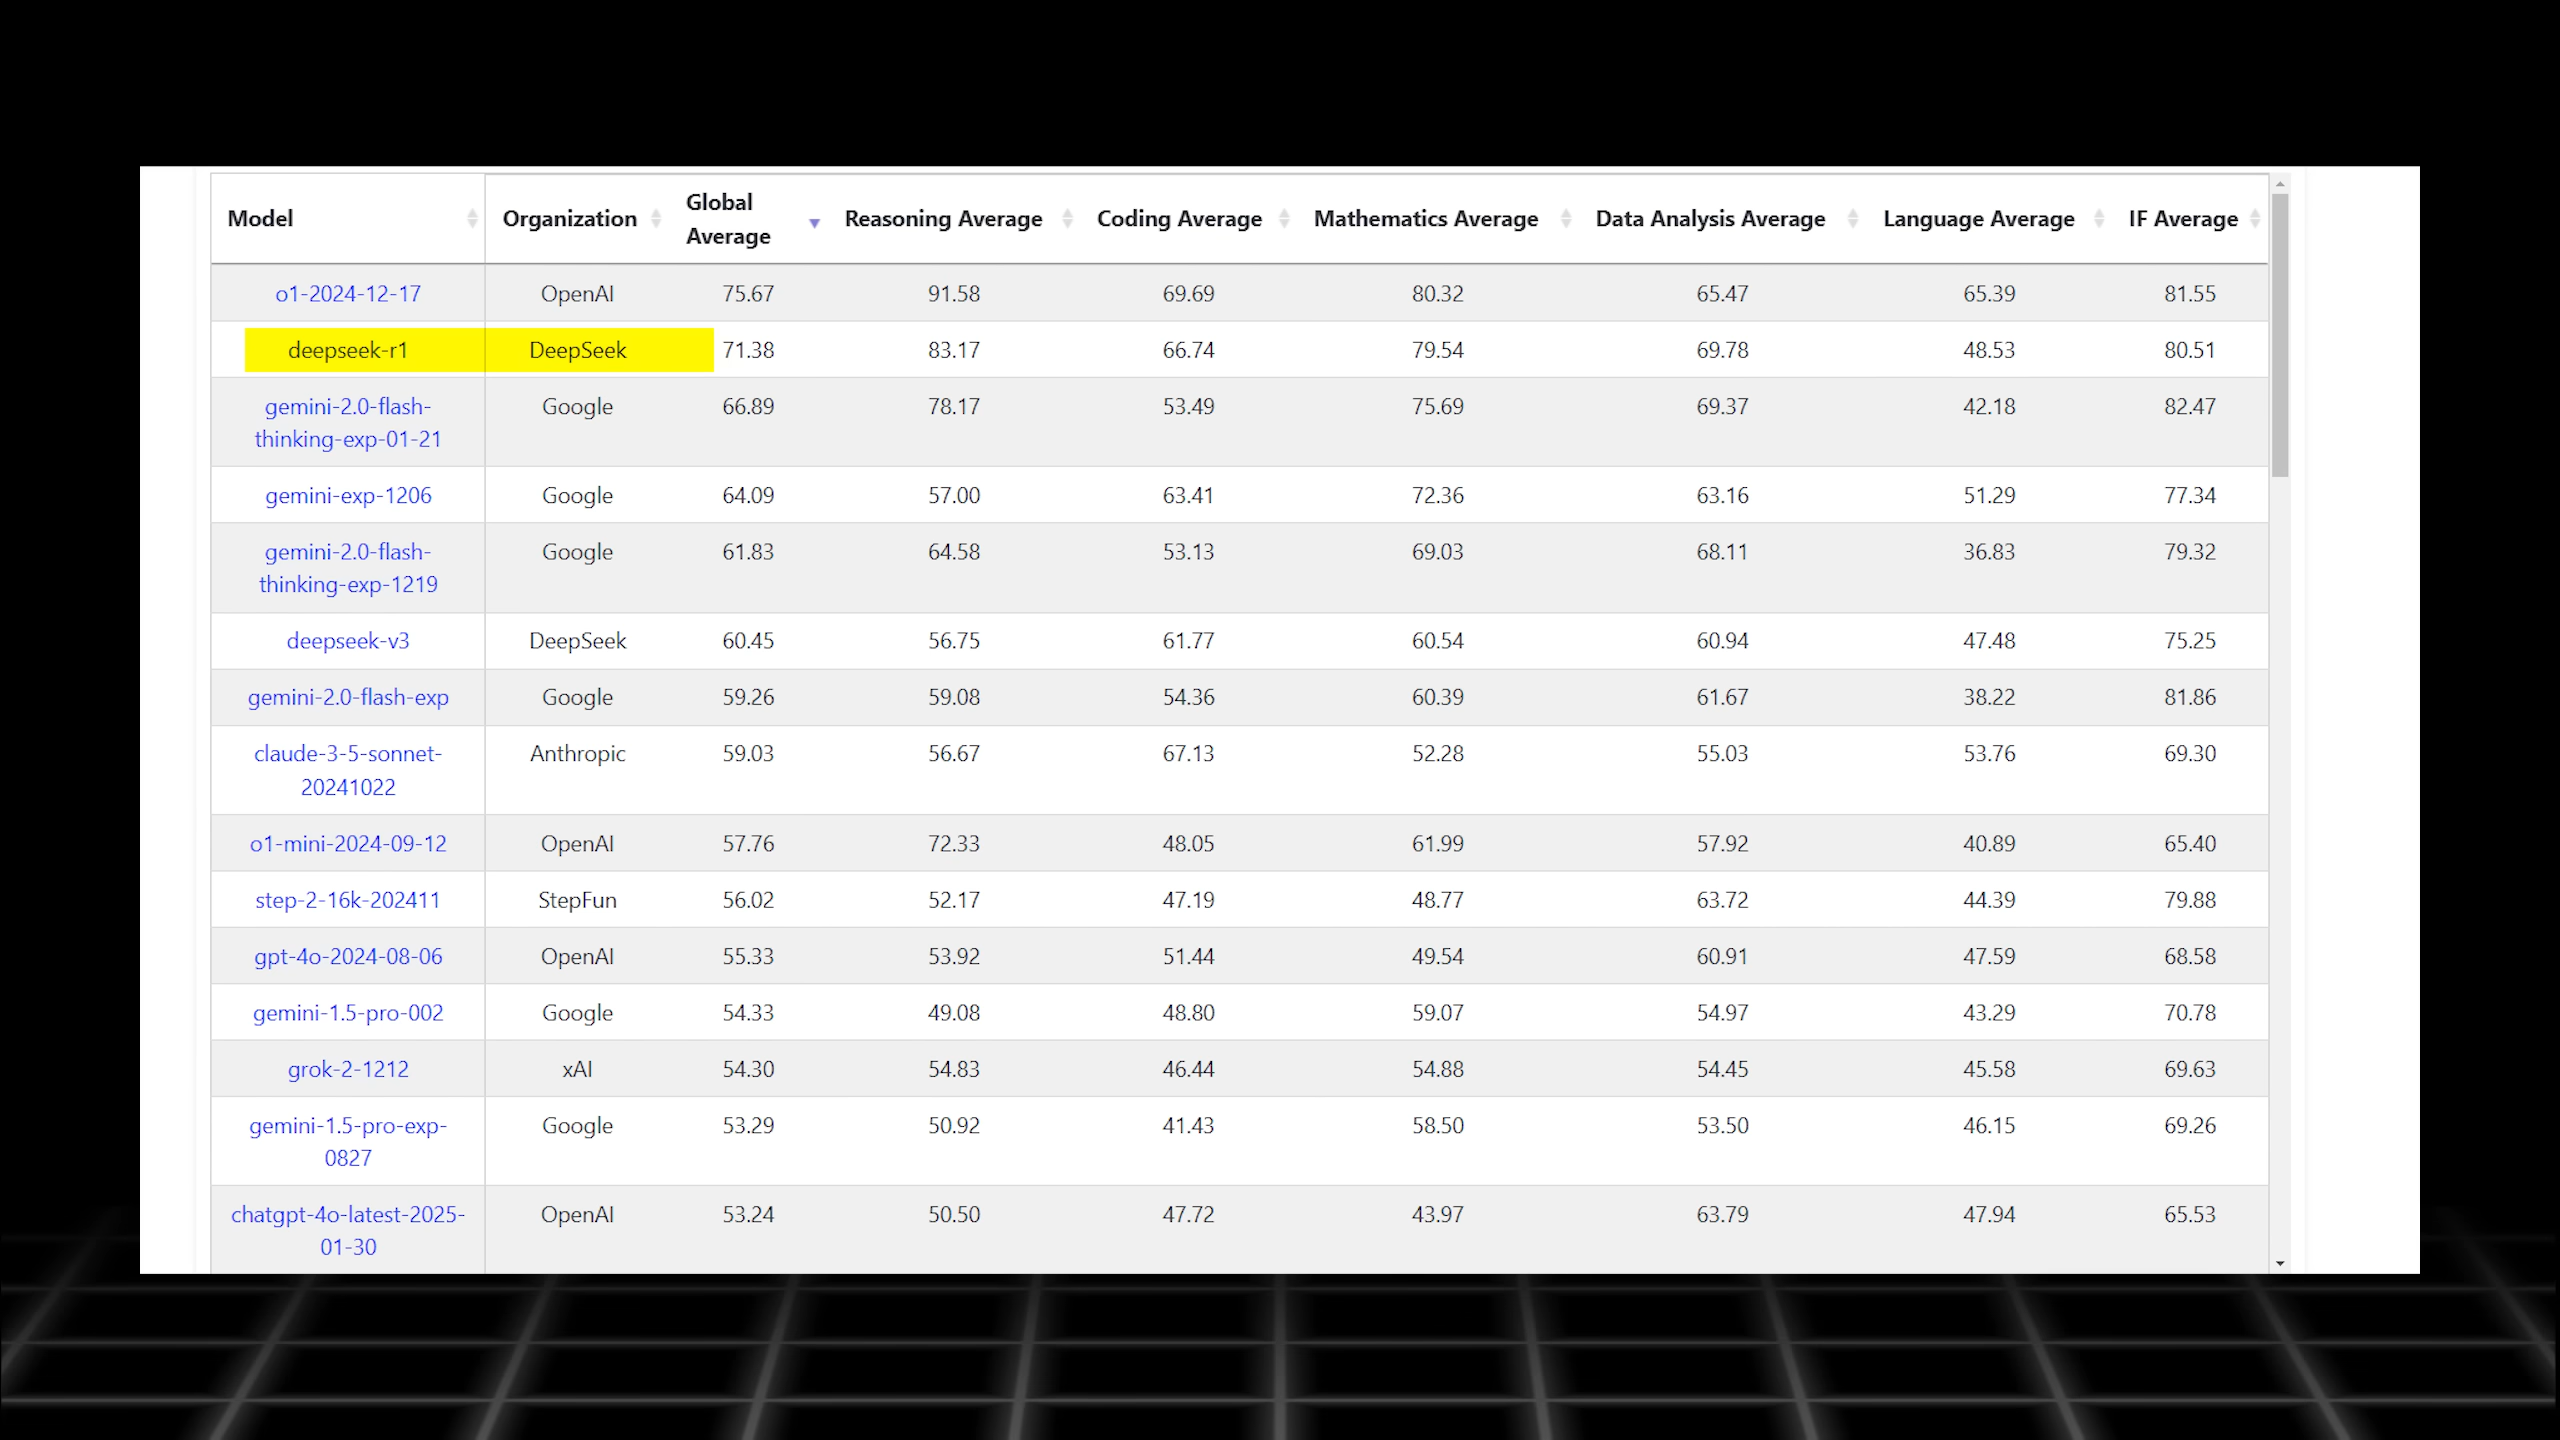 Model Organization Global Average Reasoning Average Coding Average Mathematics Average Data Analysis Average Language Average IF Average
o1-2024-12-17 OpenAI 75.67 91.58 69.69 80.32 65.47 65.39 81.55
deepseek-r1 DeepSeek 71.38 83.17 66.74 79.54 69.78 48.53 80.51
gemini-2.0-flash- Google 66.89 78.17 53.49 75.69 69.37 42.18 82.47
thinking-exp-01-21
gemini-exp-1206 Google 64.09 57.00 63.41 72.36 63.16 51.29 77.34
gemini-2.0-flash- Google 61.83 64.58 53.13 69.03 68.11 36.83 79.32
thinking-exp-1219
deepseek-v3 DeepSeek 60.45 56.75 61.77 60.54 60.94 47.48 75.25
gemini-2.0-flash-exp Google 59.26 59.08 54.36 60.39 61.67 38.22 81.86
claude-3-5-sonnet- Anthropic 59.03 56.67 67.13 52.28 55.03 53.76 69.30
20241022
o1-mini-2024-09-12 OpenAI 57.76 72.33 48.05 61.99 57.92 40.89 65.40
step-2-16k-202411 StepFun 56.02 52.17 47.19 48.77 63.72 44.39 79.88
gpt-4o-2024-08-06 OpenAI 55.33 53.92 51.44 49.54 60.91 47.59 68.58
gemini-1.5-pro-002 Google 54.33 49.08 48.80 59.07 54.97 43.29 70.78
grok-2-1212 xAI 54.30 54.83 46.44 54.88 54.45 45.58 69.63
gemini-1.5-pro-exp- Google 53.29 50.92 41.43 58.50 53.50 46.15 69.26
0827
chatgpt-4o-latest-2025- OpenAI 53.24 50.50 47.72 43.97 63.79 47.94 65.53
01-30